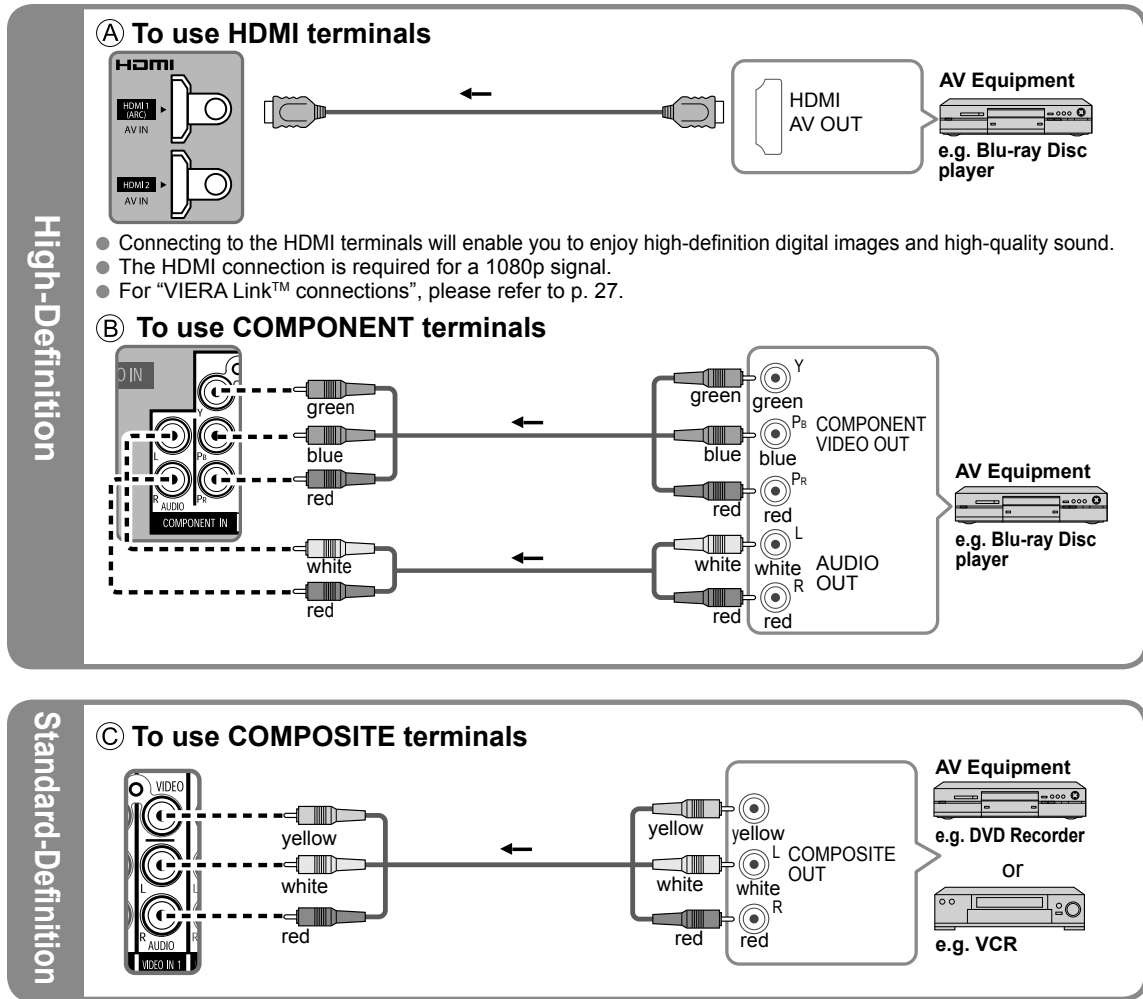 High-Definition
Ⓐ To use HDMI terminals
HDMI
HDMI 1
(ARC)
AV IN
HDMI 2
AV IN
HDMI
AV OUT
AV Equipment
e.g. Blu-ray Disc
player
● Connecting to the HDMI terminals will enable you to enjoy high-definition digital images and high-quality sound.
● The HDMI connection is required for a 1080p signal.
● For “VIERA Link™ connections”, please refer to p. 27.
Ⓑ To use COMPONENT terminals
O IN
Y
L
PB
R
PR
AUDIO
COMPONENT IN
green
blue
red
white
red
green
blue
red
white
red
Y
green
PB
blue
PR
red
COMPONENT
VIDEO OUT
L
white
R
red
AUDIO
OUT
AV Equipment
e.g. Blu-ray Disc
player
Standard-Definition
Ⓒ To use COMPOSITE terminals
VIDEO
L
L
R
R
AUDIO
VIDEO IN 1
yellow
white
red
yellow
white
red
yellow
L
white
R
red
COMPOSITE
OUT
AV Equipment
e.g. DVD Recorder
or
e.g. VCR